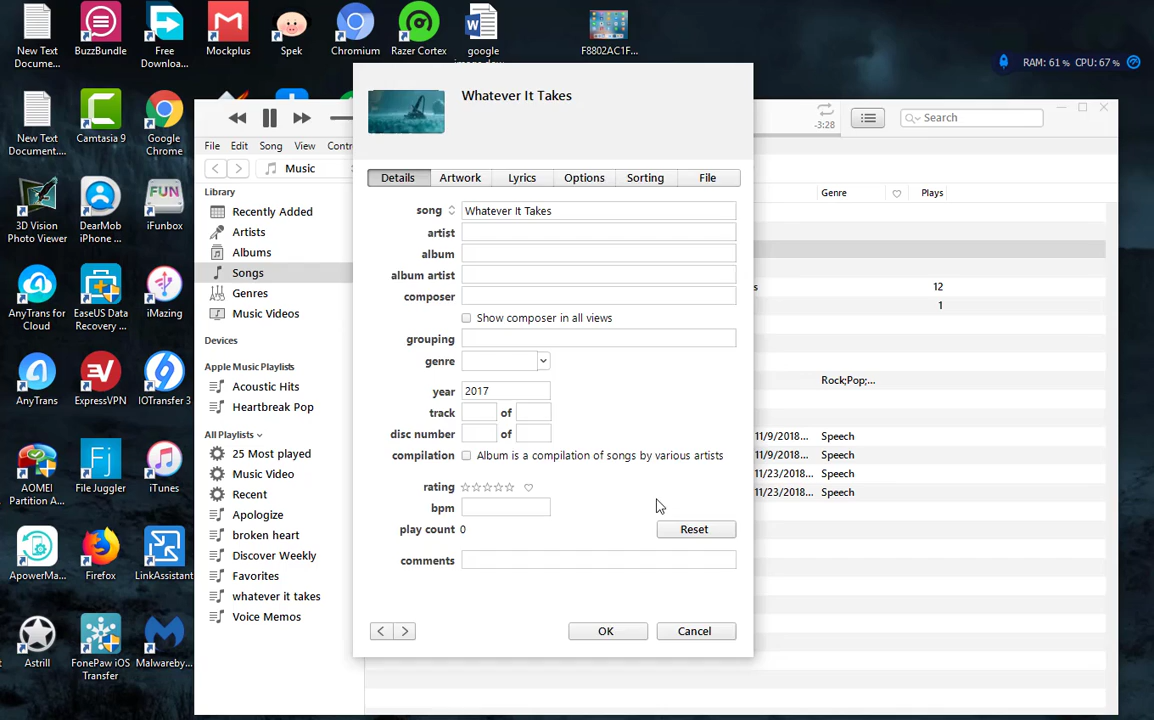 New Text
Docume...
BuzzBundle
Free
Downloa...
Mockplus
Spek
Chromium
Razer Cortex
google
F8802AC1F...
RAM: 61 % CPU: 67 %
New Text
Document....
Camtasia 9
Google
Chrome
3D Vision
Photo Viewer
DearMob
iPhone ...
iFunbox
AnyTrans for
Cloud
EaseUS Data
Recovery ...
iMazing
AnyTrans
ExpressVPN
IOTransfer 3
AOMEI
Partition A...
File Juggler
iTunes
ApowerMa...
Firefox
LinkAssistant
Astrill
FonePaw iOS
Transfer
Malwareby...
File Edit Song View Contr
Music
Library
Recently Added
Artists
Albums
Songs
Genres
Music Videos
Devices
Apple Music Playlists
Acoustic Hits
Heartbreak Pop
All Playlists
25 Most played
Music Video
Recent
Apologize
broken heart
Discover Weekly
Favorites
whatever it takes
Voice Memos
Whatever It Takes
Details Artwork Lyrics Options Sorting File
song Whatever It Takes
artist
album
album artist
composer
Show composer in all views
grouping
genre
year 2017
track of
disc number of
compilation Album is a compilation of songs by various artists
rating
bpm
play count 0 Reset
comments
OK Cancel
-3:28
Search
Genre Plays
s 12
1
Rock;Pop;...
11/9/2018... Speech
11/9/2018... Speech
11/23/2018... Speech
11/23/2018... Speech